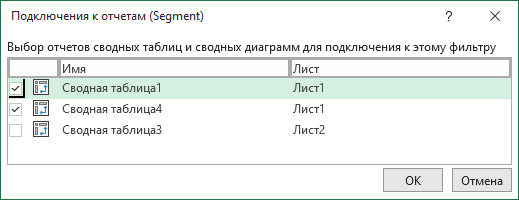 Подключения к отчетам (Segment)
?
Выбор отчетов сводных таблиц и сводных диаграмм для подключения к этому фильтру
Имя Лист
Сводная таблица1 Лист1
Сводная таблица4 Лист1
Сводная таблица3 Лист2
ОК Отмена